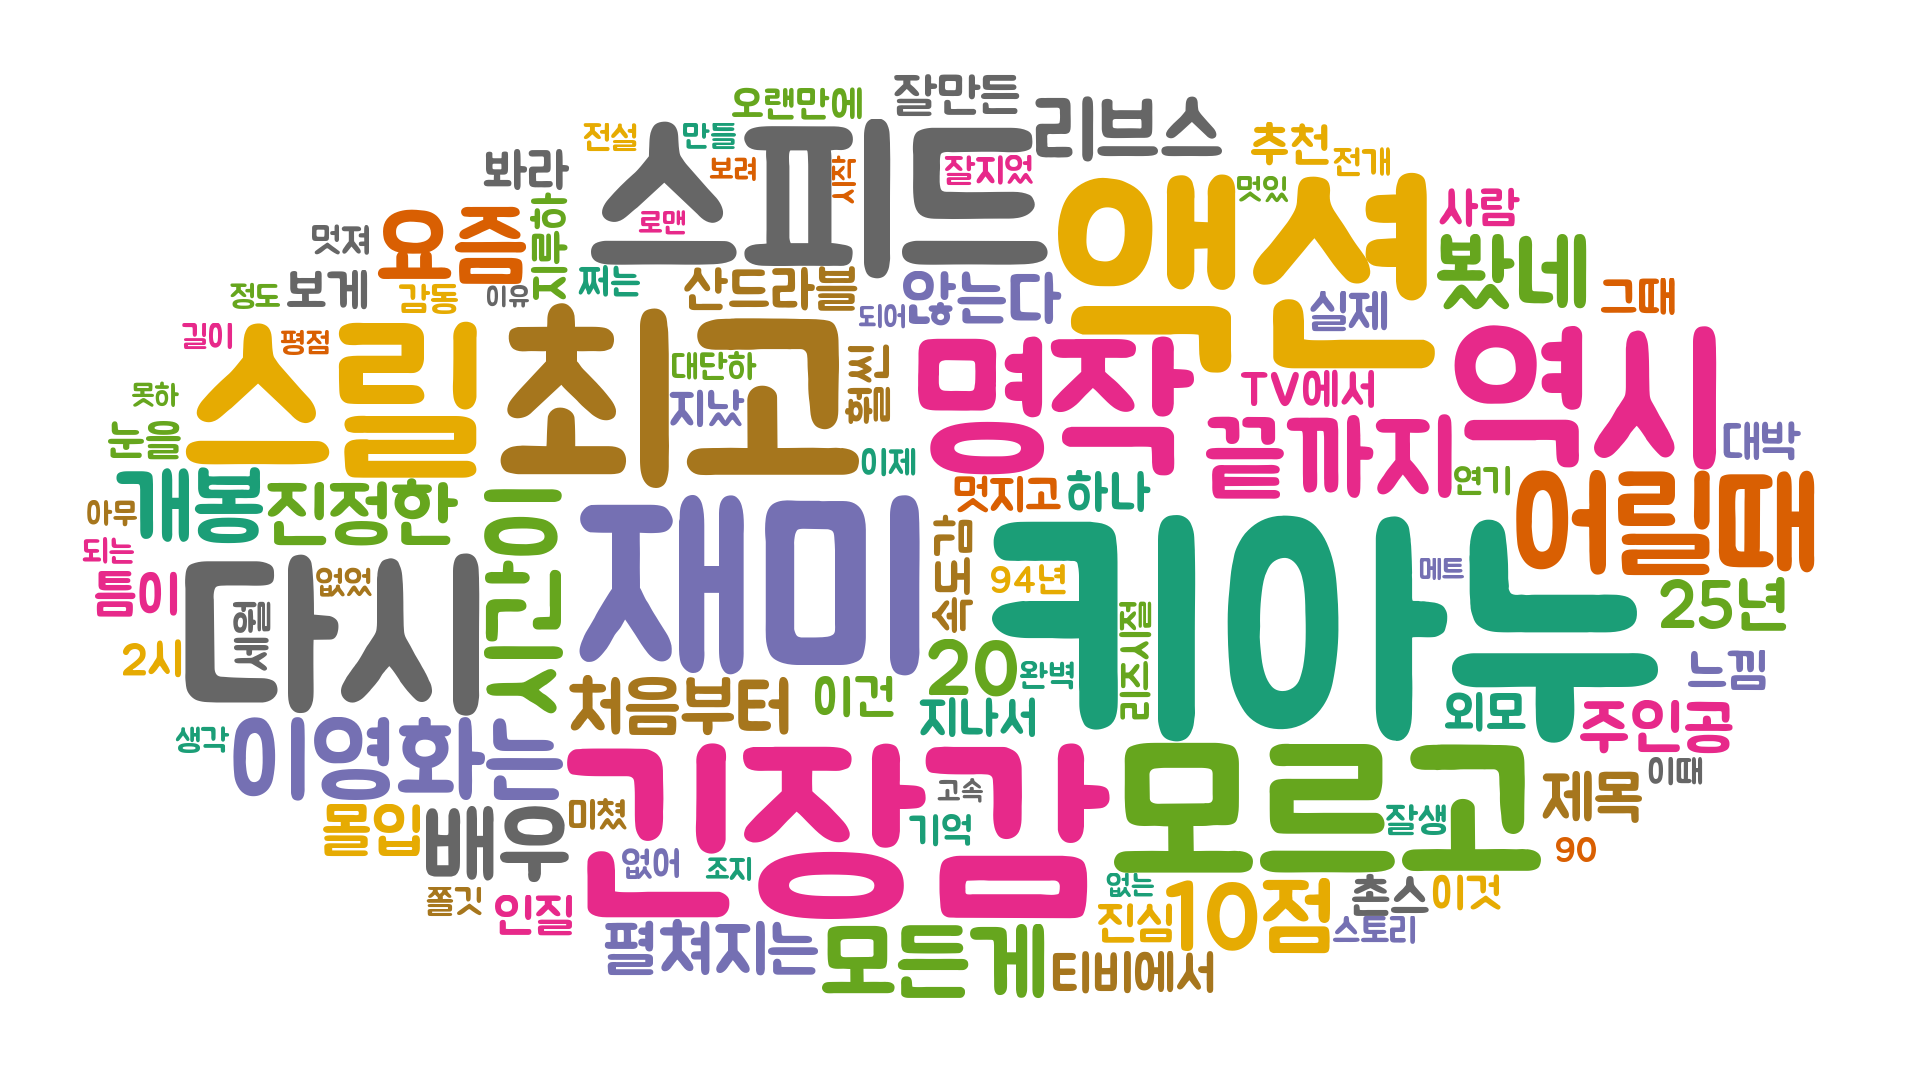 잘만든
오랜만에
리브스
스피드
전설
만들
추천
전개
보려
진짜
잘지었
봐라
멋있
사람
로맨
지루하
요즘
액션
멋져
봤네
쩌는
산드라블
않는다
보게
정도
감동
이유
그때
실제
되어
길이
평점
스릴
최고
명작
역시
대단하
훨씬
TV에서
못하
지났
눈을
끝까지
대박
이제
연기
개봉
진정한
멋지고
하나
어릴때
아무
이후
재미
속도감
키아누
되는
틈이
없었
94년
메트
다시
세월
25년
2시
20
완벽
리즈시절
느낌
처음부터
이건
지나서
외모
주인공
생각
이영화는
긴장감
모르고
이때
고속
제목
몰입
배우
미쳤
기억
잘생
없어
조지
90
쫄깃
인질
없는
진심
10점
촌스
이것
스토리
펼쳐지는
모든게
티비에서